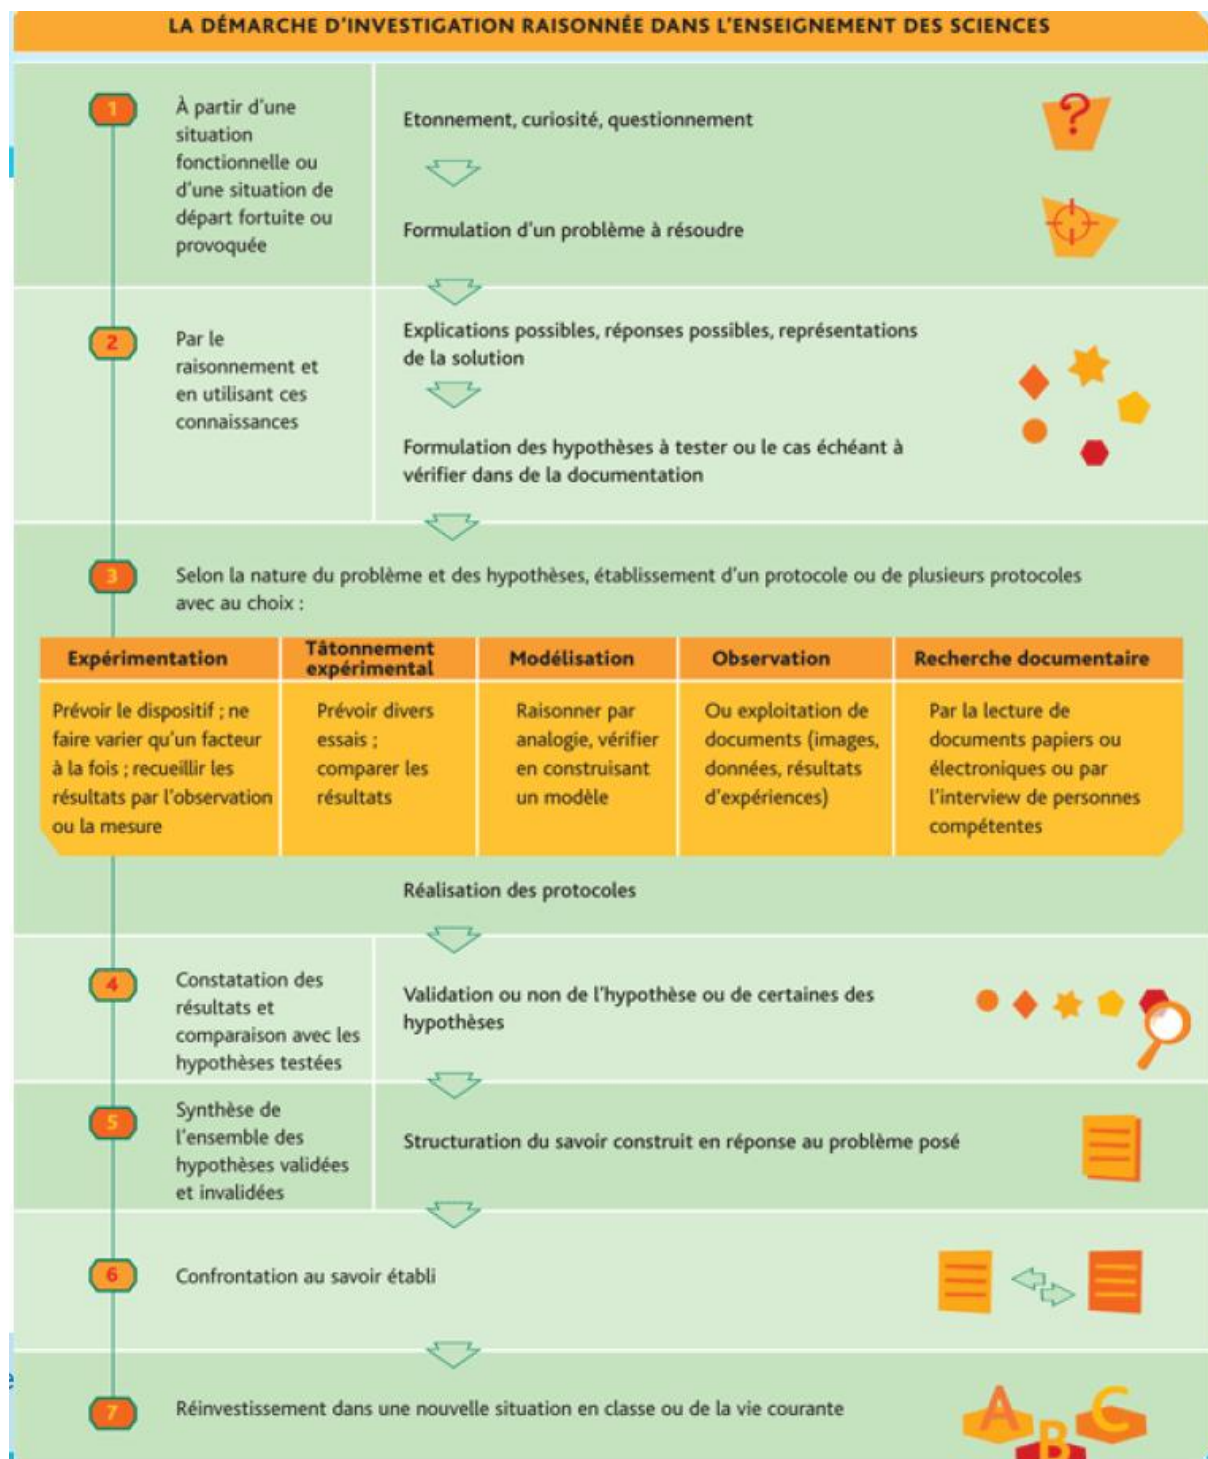 LA DÉMARCHE D'INVESTIGATION RAISONNÉE DANS L'ENSEIGNEMENT DES SCIENCES
1
À partir d'une
situation
fonctionnelle ou
d'une situation de
départ fortuite ou
provoquée
Etonnement, curiosité, questionnement
?
Formulation d'un problème à résoudre
2
Par le
raisonnement et
en utilisant ces
connaissances
Explications possibles, réponses possibles, représentations
de la solution
Formulation des hypothèses à tester ou le cas échéant à
vérifier dans de la documentation
3
Selon la nature du problème et des hypothèses, établissement d'un protocole ou de plusieurs protocoles
avec au choix :
Expérimentation
Prévoir le dispositif ; ne
faire varier qu'un facteur
à la fois ; recueillir les
résultats par l'observation
ou la mesure
Tâtonnement
expérimental
Prévoir divers
essais ;
comparer les
résultats
Modélisation
Raisonner par
analogie, vérifier
en construisant
un modèle
Observation
Ou exploitation de
documents (images,
données, résultats
d'expériences)
Recherche documentaire
Par la lecture de
documents papiers ou
électroniques ou par
l'interview de personnes
compétentes
Réalisation des protocoles
4
Constatation des
résultats et
comparaison avec les
hypothèses testées
Validation ou non de l'hypothèse ou de certaines des
hypothèses
5
Synthèse de
l'ensemble des
hypothèses validées
et invalidées
Structuration du savoir construit en réponse au problème posé
6
Confrontation au savoir établi
e
7
Réinvestissement dans une nouvelle situation en classe ou de la vie courante
A
B
C